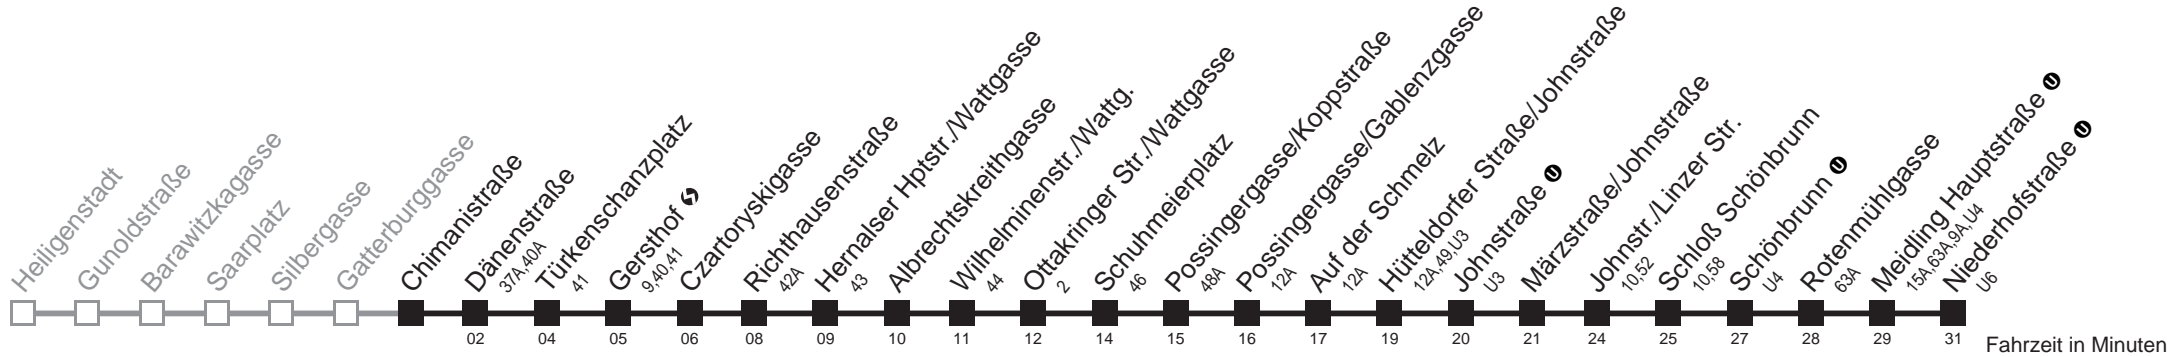 Heiligenstadt
Gunoldstraße
Barawitzkagasse
Saarplatz
Silbergasse
Gatterburggasse
Chimanistraße
Dänenstraße
37A,40A
Türkenschanzplatz
41
Gersthof
9,40,41
Czartoryskigasse
Richthausenstraße
42A
Hernalser Hptstr./Wattgasse
43
Albrechtskreithgasse
Wilhelminenstr./Wattg.
44
Ottakringer Str./Wattgasse
2
Schuhmeierplatz
46
Possingergasse/Koppstraße
48A
Possingergasse/Gablenzgasse
12A
Auf der Schmelz
12A
Hütteldorfer Straße/Johnstraße
12A,49,U3
Johnstraße U
U3
Märzstraße/Johnstraße
Johnstr./Linzer Str.
10,52
Schloß Schönbrunn
10,58
Schönbrunn U
U4
Rotenmühlgasse
63A
Meidling Hauptstraße U
15A,63A,9A,U4
Niederhofstraße U
U6
02 04 05 06 08 09 10 11 12 14 15 16 17 19 20 21 24 25 27 28 29 31 Fahrzeit in Minuten